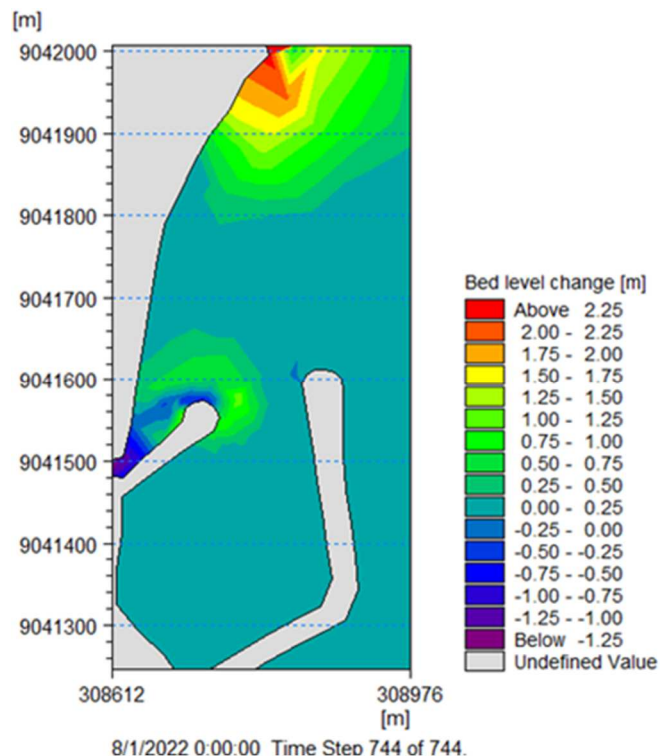 [m]
9042000
9041900
9041800
9041700
9041600
9041500
9041400
9041300
308612
308976
[m]
8/1/2022 0:00:00 Time Step 744 of 744.
Bed level change [m]
Above 2.25
2.00 - 2.25
1.75 - 2.00
1.50 - 1.75
1.25 - 1.50
1.00 - 1.25
0.75 - 1.00
0.50 - 0.75
0.25 - 0.50
0.00 - 0.25
-0.25 - 0.00
-0.50 - -0.25
-0.75 - -0.50
-1.00 - -0.75
-1.25 - -1.00
Below -1.25
Undefined Value